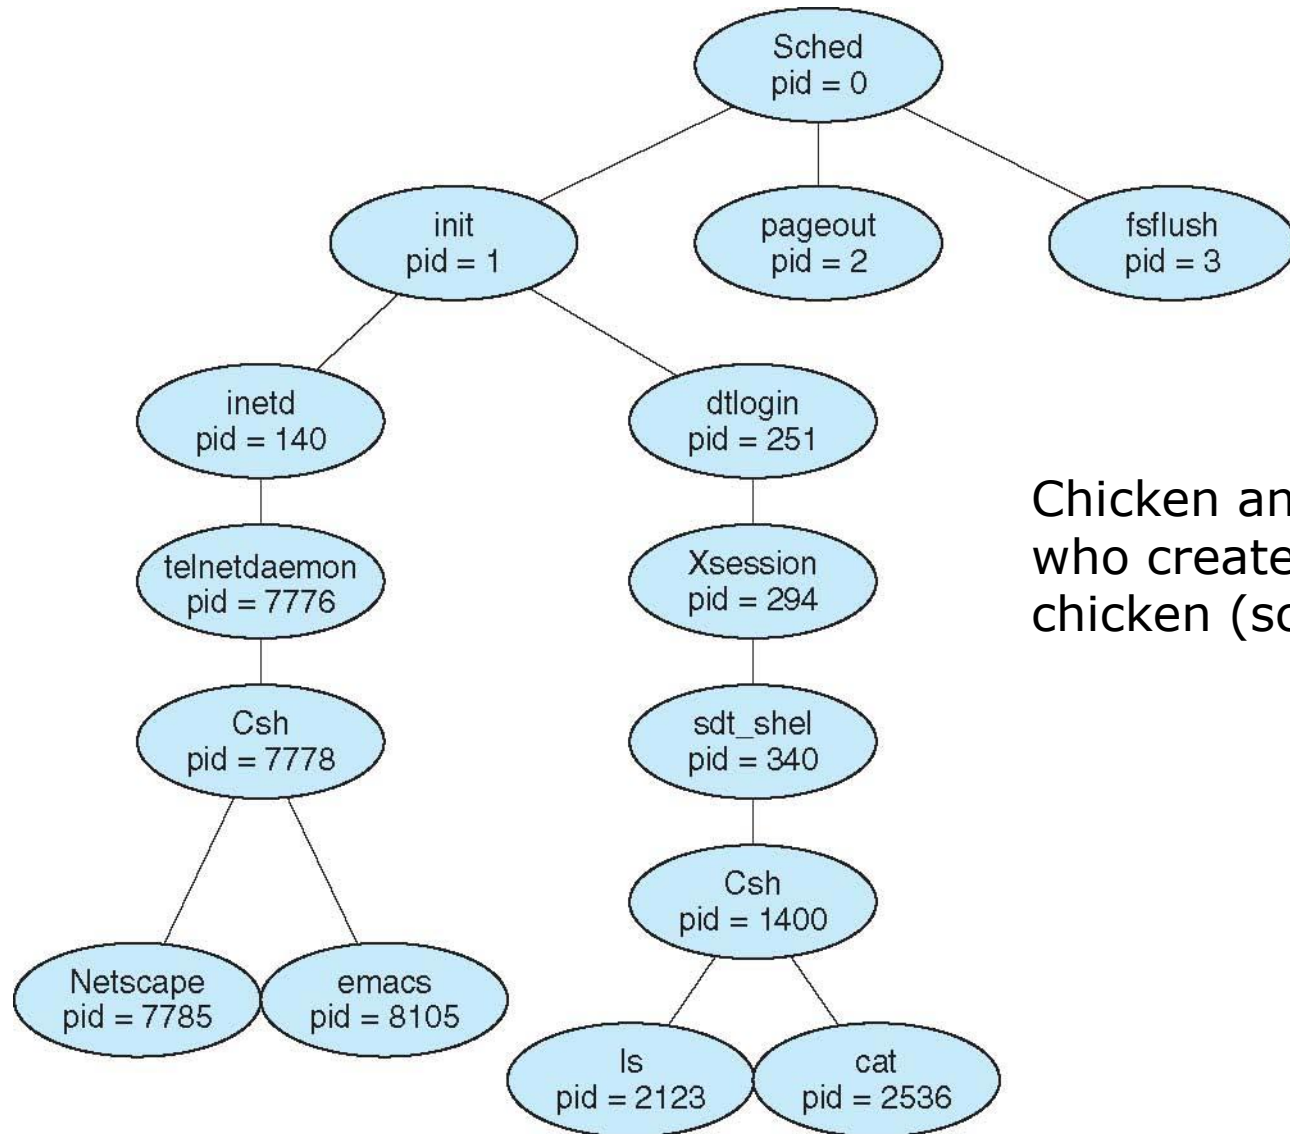 Sched
pid = 0
init
pid = 1
pageout
pid = 2
fsflush
pid = 3
inetd
pid = 140
dtlogin
pid = 251
telnetdaemon
pid = 7776
Xsession
pid = 294
Chicken an
who create
chicken (sc
Csh
pid = 7778
sdt_shel
pid = 340
Csh
pid = 1400
Netscape
pid = 7785
emacs
pid = 8105
ls
pid = 2123
cat
pid = 2536